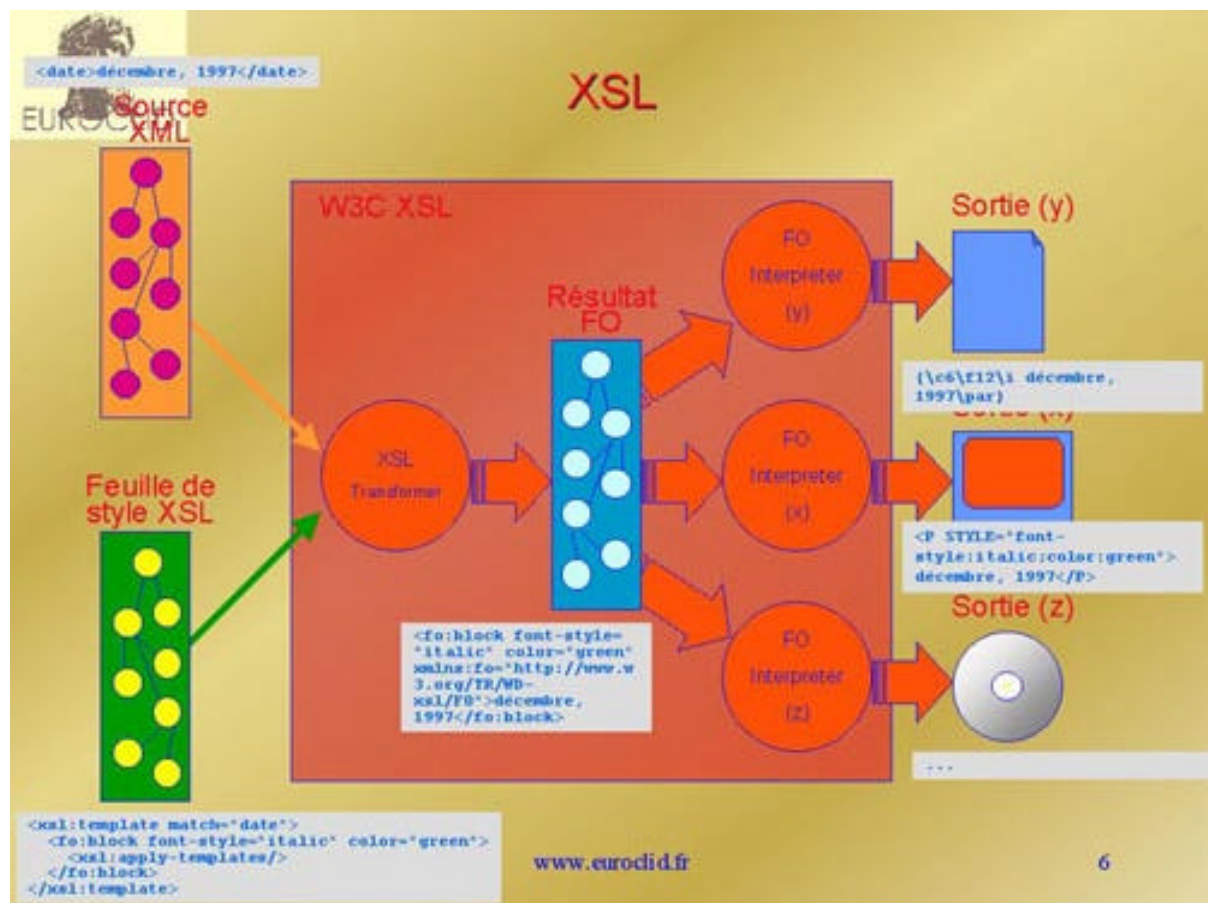 <date>décembre, 1997</date>
XSL
Source
XML
W3C XSL
Sortie (y)
FO
Interpreter
(y)
Résultat
FO
{\c6\f12\i décembre,
1997\par}
Sortie (x)
XSL
Transformer
FO
Interpreter
(x)
Feuille de
style XSL
<P STYLE="font-
style:italic;color:green">
décembre, 1997</P>
Sortie (z)
<fo:block font-style=
"italic" color="green"
xmlns:fo="http://www.w
3.org/TR/WD-
xsl/FO">décembre,
1997</fo:block>
FO
Interpreter
(z)
...
<xsl:template match="date">
<fo:block font-style="italic" color="green">
<xsl:apply-templates/>
</fo:block>
</xsl:template>
www.euroclid.fr
6